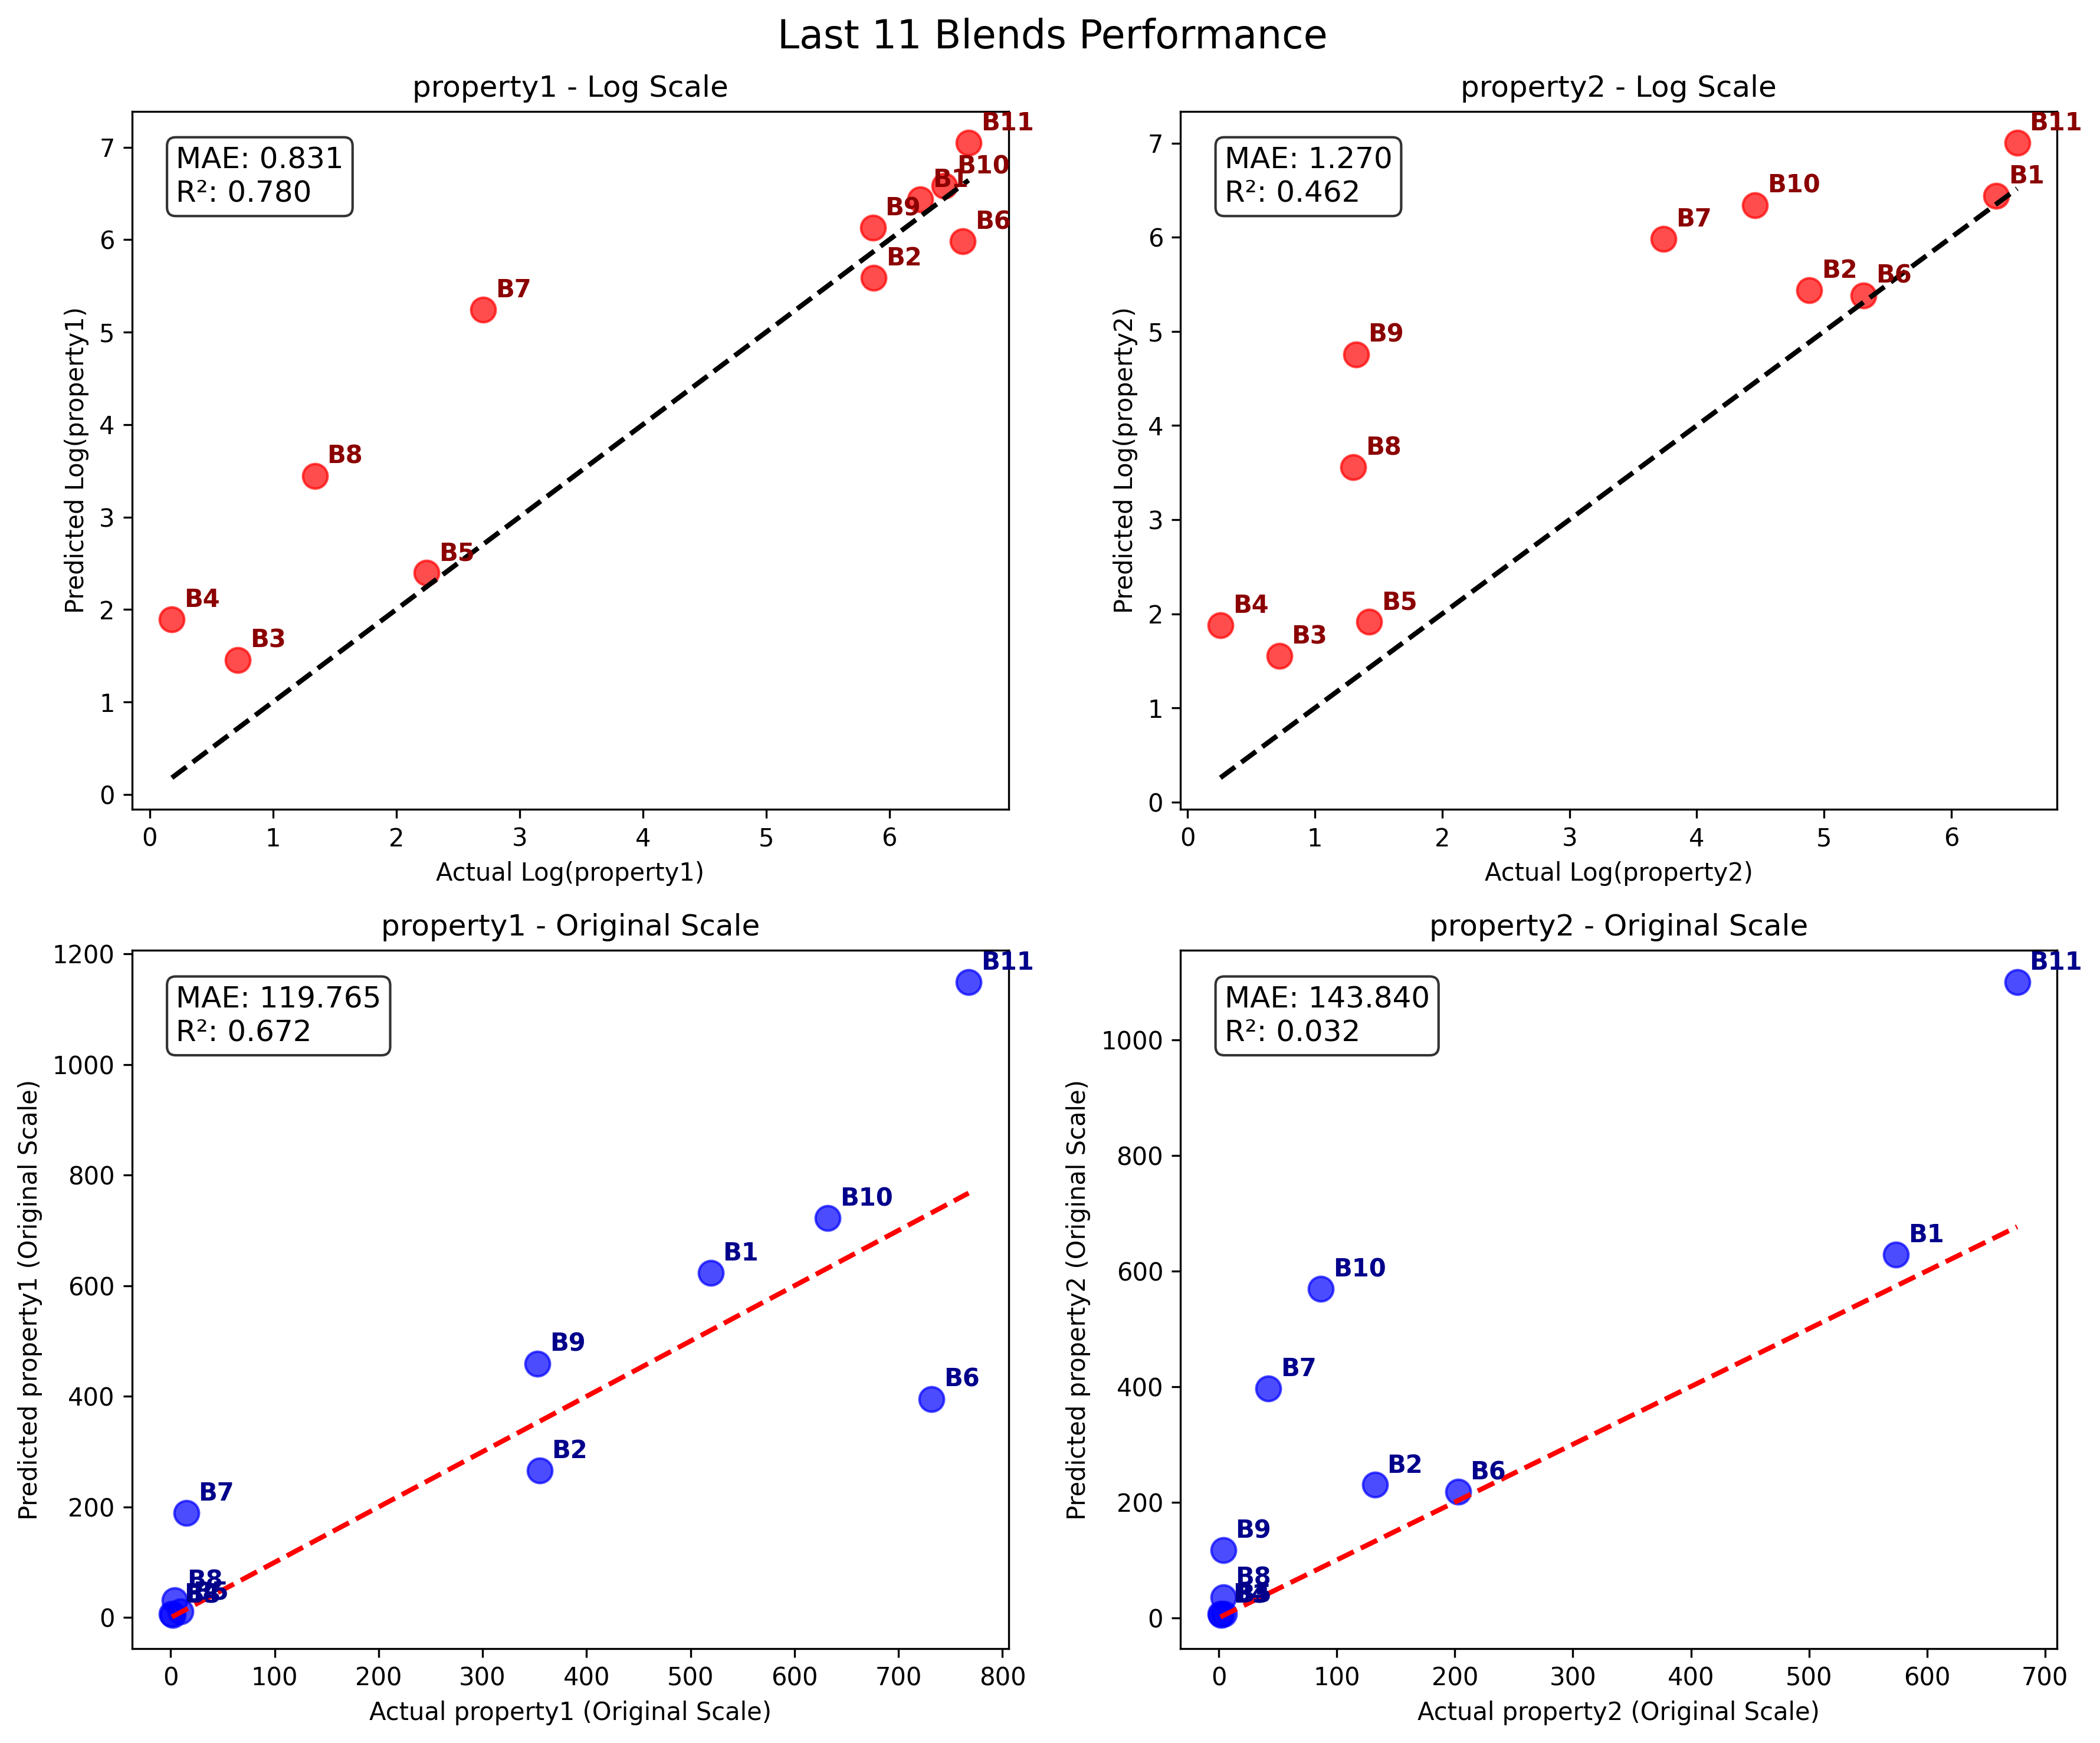 Last 11 Blends Performance
property1 - Log Scale
MAE: 0.831
R²: 0.780
B11
B10
B1
B9
B6
B2
B7
B8
B5
B4
B3
7
6
5
4
3
2
1
0
0 1 2 3 4 5 6
Predicted Log(property1)
Actual Log(property1)
property2 - Log Scale
MAE: 1.270
R²: 0.462
B11
B1
B10
B7
B2
B6
B9
B8
B4
B5
B3
7
6
5
4
3
2
1
0
0 1 2 3 4 5 6
Predicted Log(property2)
Actual Log(property2)
property1 - Original Scale
MAE: 119.765
R²: 0.672
B11
B10
B1
B9
B6
B2
B7
B8
1200
1000
800
600
400
200
0
0 100 200 300 400 500 600 700 800
Predicted property1 (Original Scale)
Actual property1 (Original Scale)
property2 - Original Scale
MAE: 143.840
R²: 0.032
B11
B1
B10
B7
B2
B6
B9
B8
1000
800
600
400
200
0
0 100 200 300 400 500 600 700
Predicted property2 (Original Scale)
Actual property2 (Original Scale)